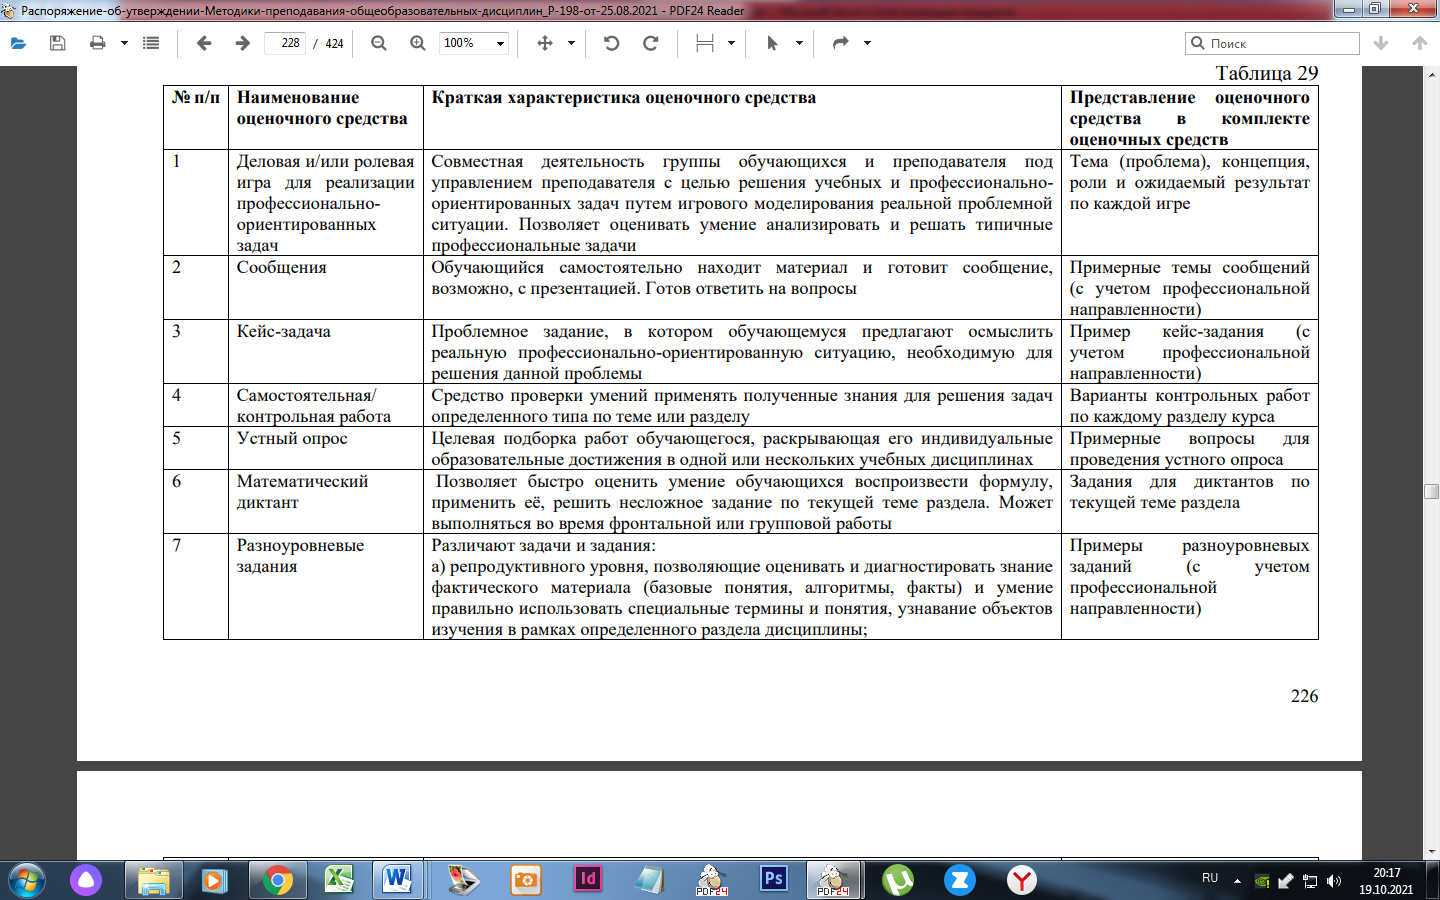 Распоряжение-об-утверждении-Методики-преподавания-общеобразовательных-дисциплин_Р-198-от-25.08.2021 - PDF24 Reader
228 / 424
100%
Поиск
Таблица 29
№ п/п
Наименование
оценочного средства
Краткая характеристика оценочного средства
Представление оценочного
средства в комплекте
оценочных средств
1
Деловая и/или ролевая
игра для реализации
профессионально-
ориентированных
задач
Совместная деятельность группы обучающихся и преподавателя под
управлением преподавателя с целью решения учебных и профессионально-
ориентированных задач путем игрового моделирования реальной проблемной
ситуации. Позволяет оценивать умение анализировать и решать типичные
профессиональные задачи
Тема (проблема), концепция,
роли и ожидаемый результат
по каждой игре
2
Сообщения
Обучающийся самостоятельно находит материал и готовит сообщение,
возможно, с презентацией. Готов ответить на вопросы
Примерные темы сообщений
(с учетом профессиональной
направленности)
3
Кейс-задача
Проблемное задание, в котором обучающемуся предлагают осмыслить
реальную профессионально-ориентированную ситуацию, необходимую для
решения данной проблемы
Пример кейс-задания (с
учетом профессиональной
направленности)
4
Самостоятельная/
контрольная работа
Средство проверки умений применять полученные знания для решения задач
определенного типа по теме или разделу
Варианты контрольных работ
по каждому разделу курса
5
Устный опрос
Целевая подборка работ обучающегося, раскрывающая его индивидуальные
образовательные достижения в одной или нескольких учебных дисциплинах
Примерные вопросы для
проведения устного опроса
6
Математический
диктант
Позволяет быстро оценить умение обучающихся воспроизвести формулу,
применить её, решить несложное задание по текущей теме раздела. Может
выполняться во время фронтальной или групповой работы
Задания для диктантов по
текущей теме раздела
7
Разноуровневые
задания
Различают задачи и задания:
а) репродуктивного уровня, позволяющие оценивать и диагностировать знание
фактического материала (базовые понятия, алгоритмы, факты) и умение
правильно использовать специальные термины и понятия, узнавание объектов
изучения в рамках определенного раздела дисциплины;
Примеры разноуровневых
заданий (с учетом
профессиональной
направленности)
226
Id
PDF24
Ps
PDF24
RU
20:17
19.10.2021